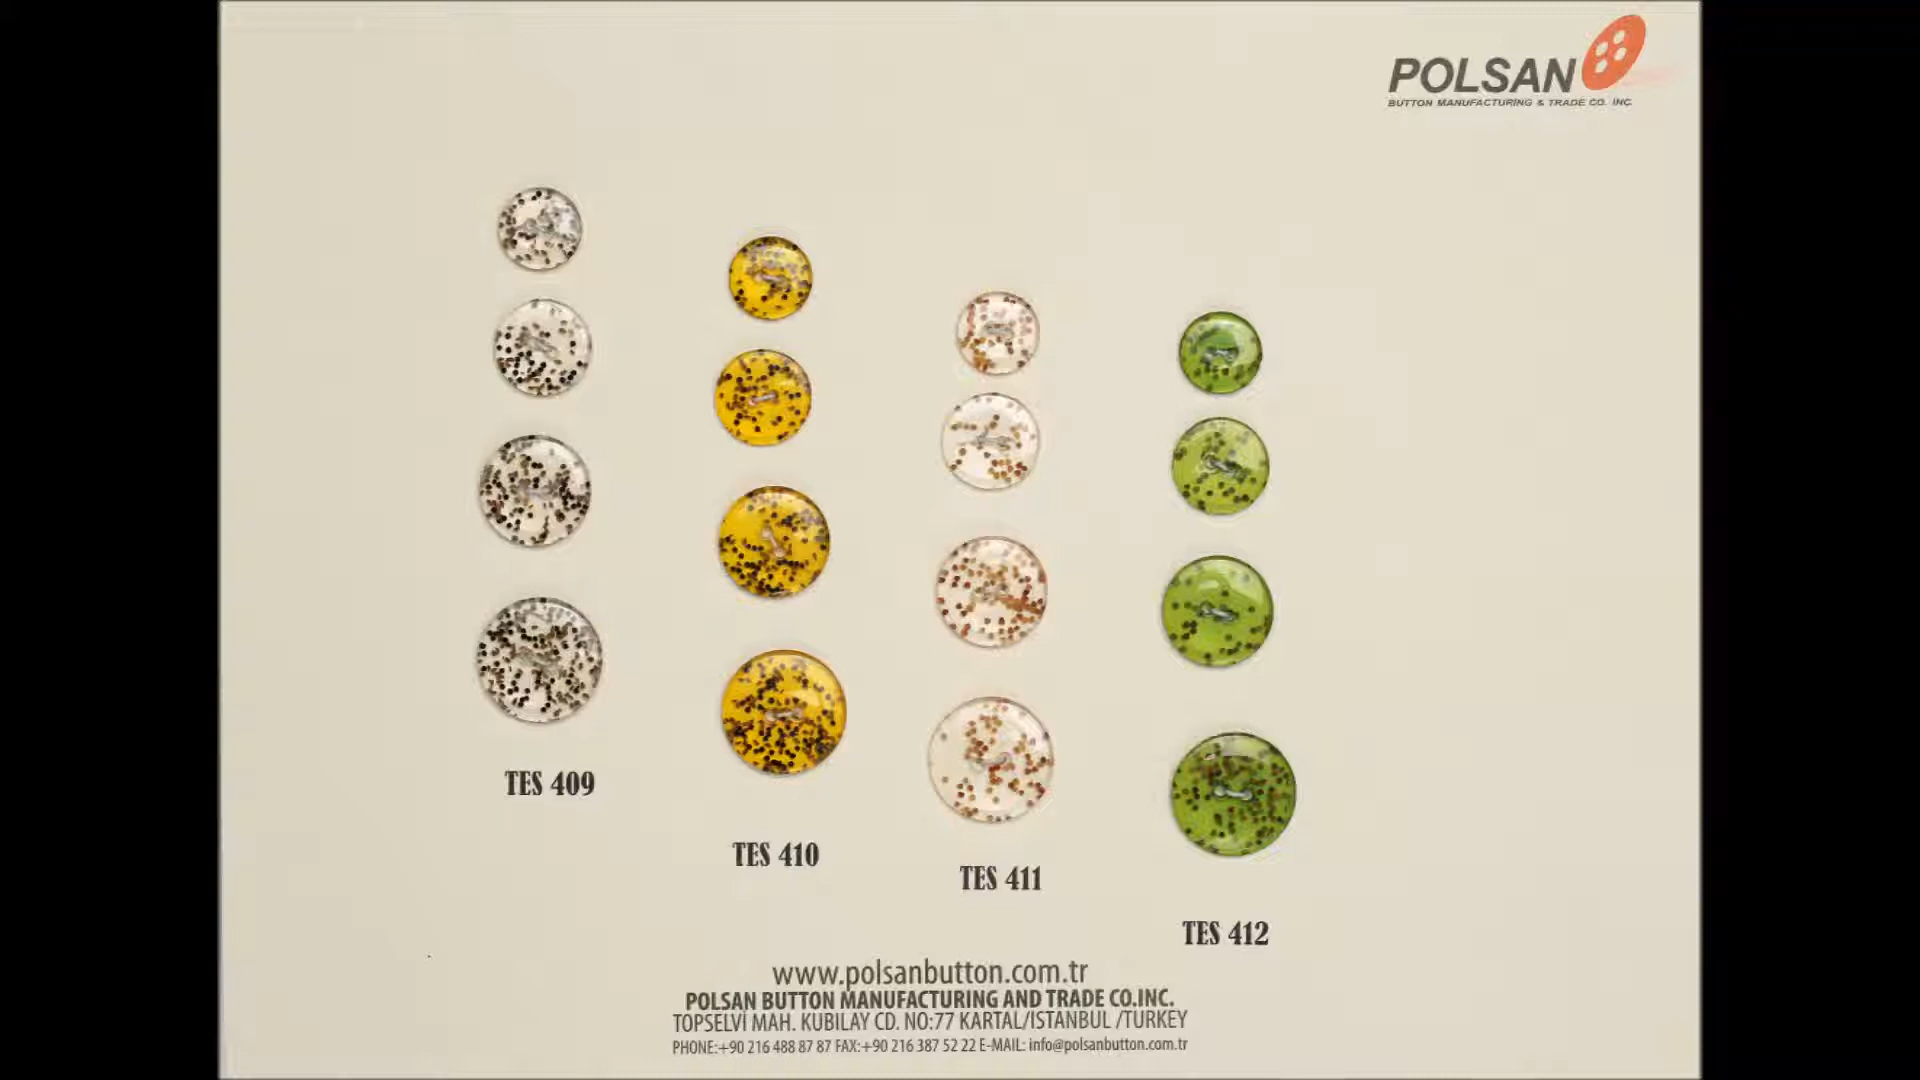 POLSAN
BUTTON MANUFACTURING & TRADE CO. INC.
TES 409
TES 410
TES 411
TES 412
www.polsanbutton.com.tr
POLSAN BUTTON MANUFACTURING AND TRADE CO.INC.
TOPSELVİ MAH. KUBILAY CD. NO:77 KARTAL/ISTANBUL /TURKEY
PHONE:+90 216 488 87 87 FAX:+90 216 387 52 22 E-MAIL: info@polsanbutton.com.tr